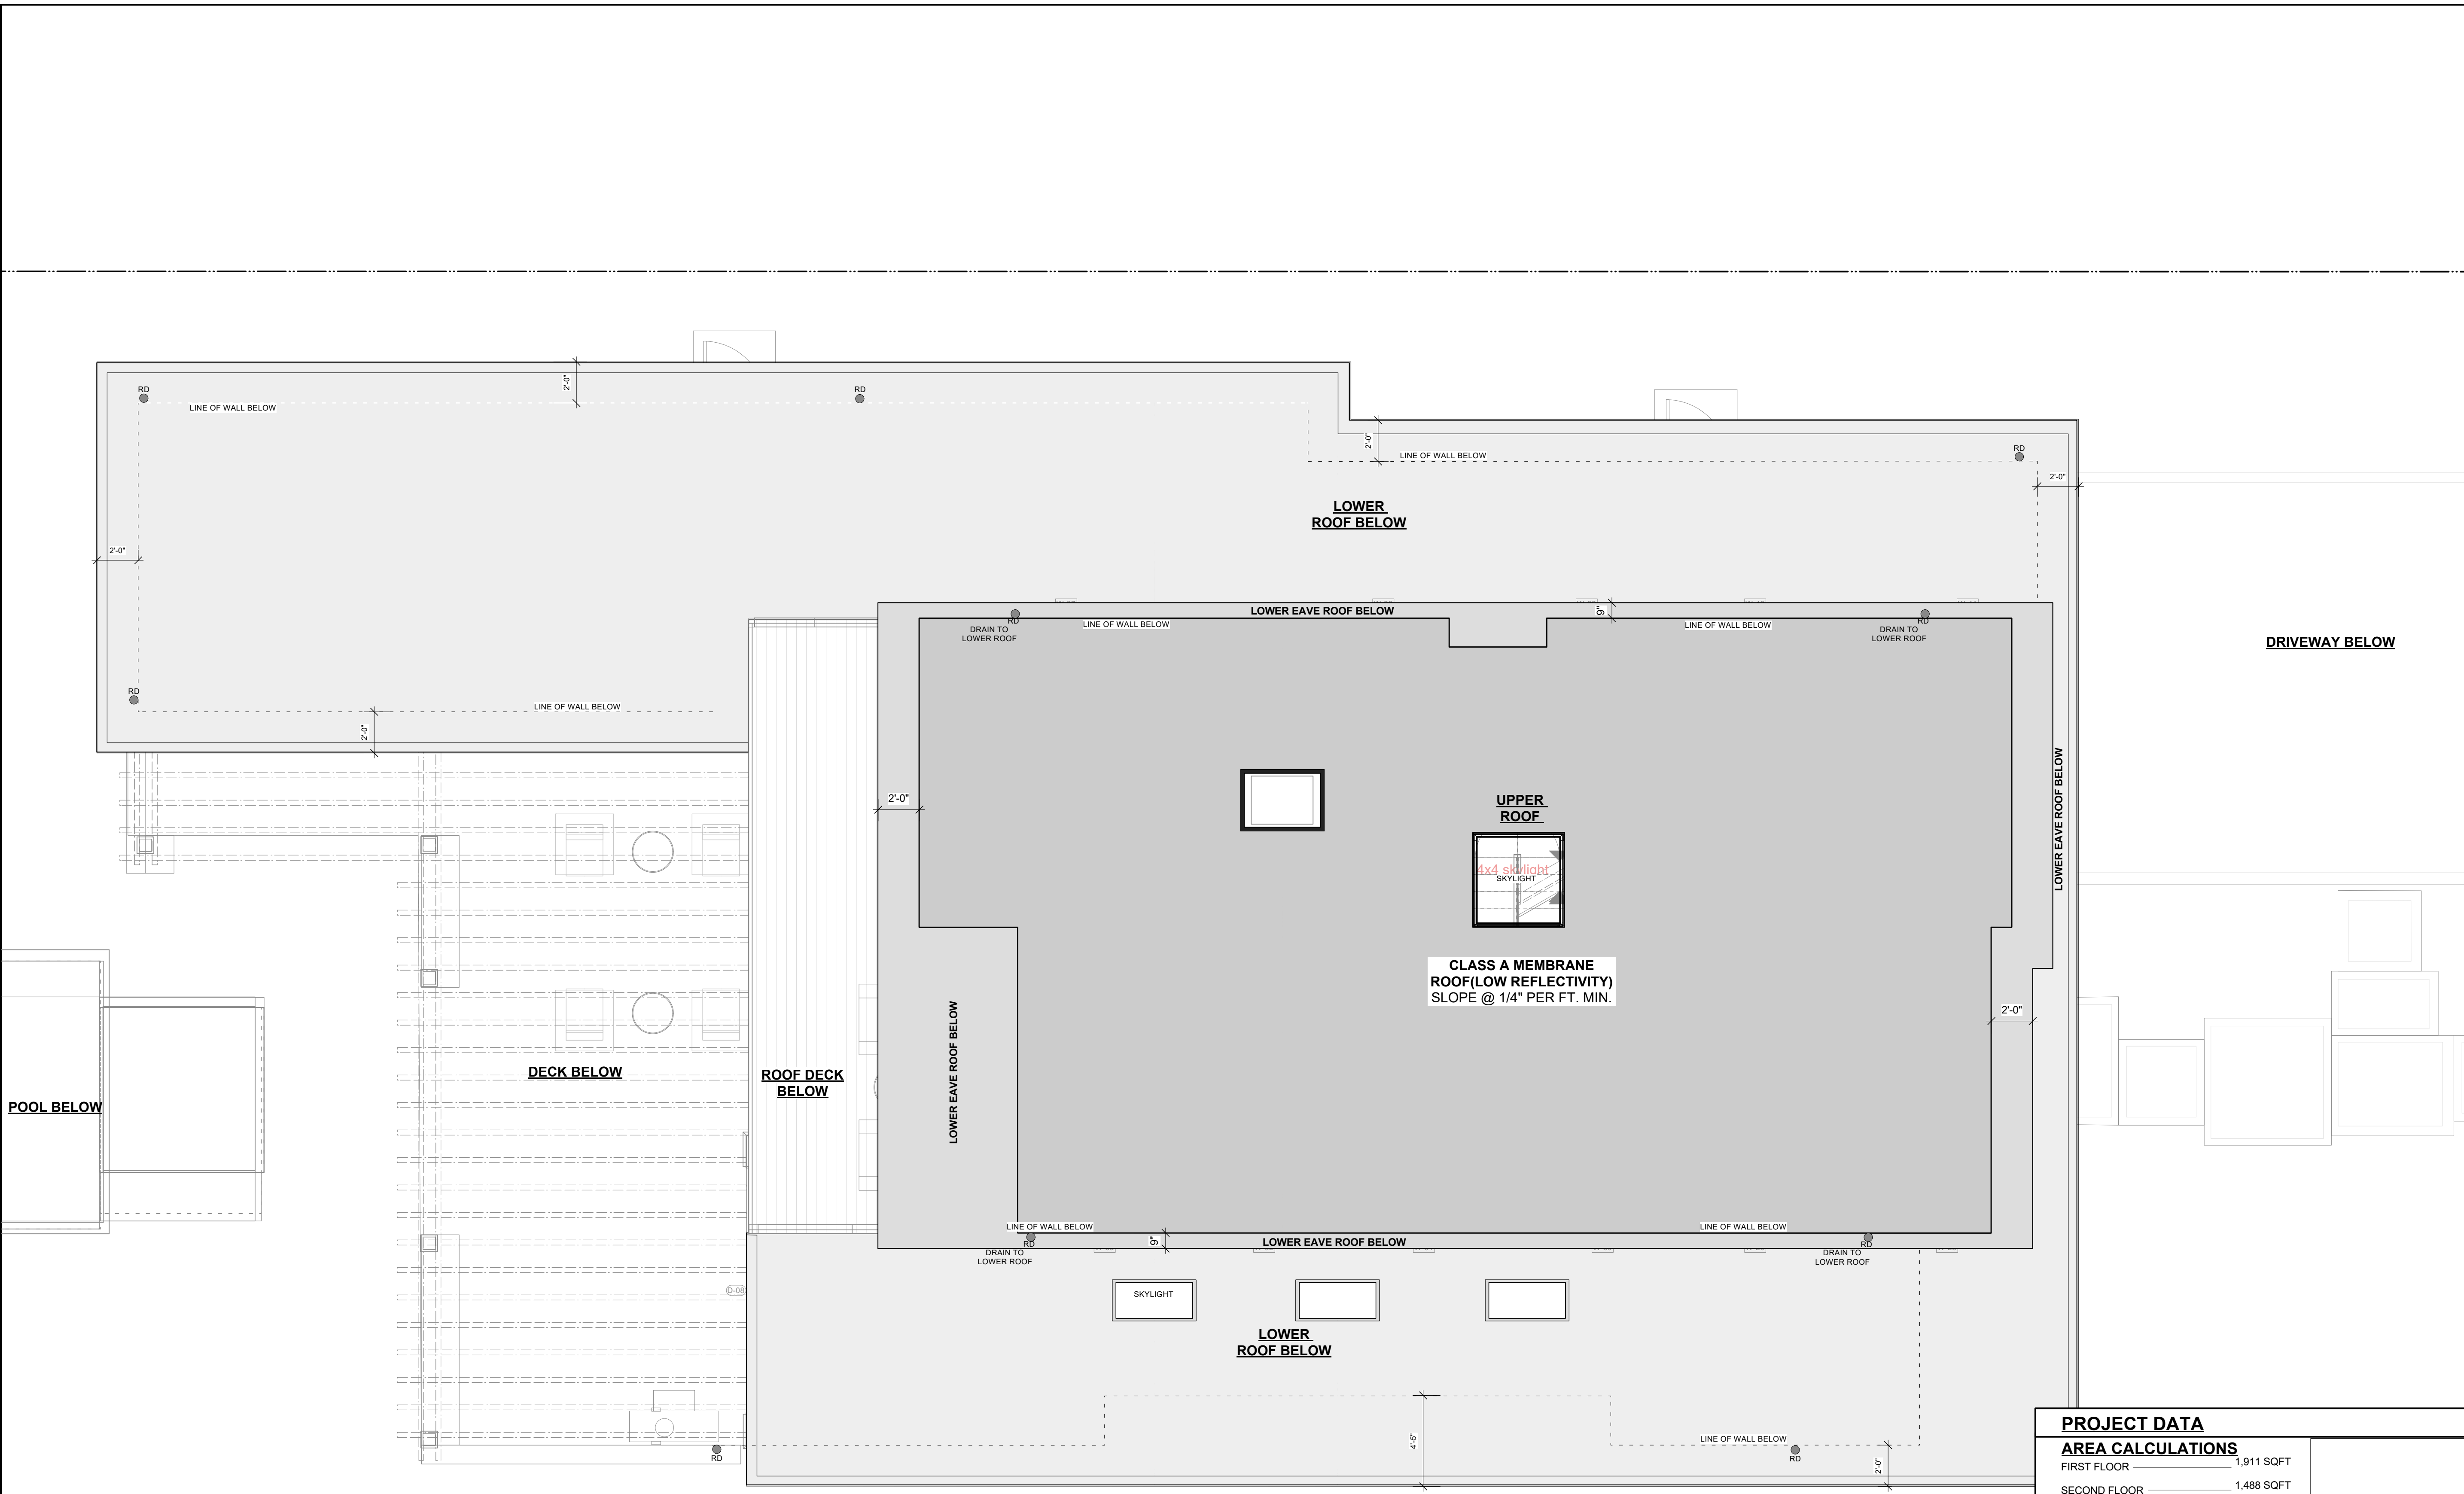 2'-0"
RD
RD
LINE OF WALL BELOW
2'-0"
LINE OF WALL BELOW
RD
2'-0"
LOWER
ROOF BELOW
2'-0"
LOWER EAVE ROOF BELOW
9"
RD
DRAIN TO
LOWER ROOF
LINE OF WALL BELOW
LINE OF WALL BELOW
RD
DRAIN TO
LOWER ROOF
DRIVEWAY BELOW
RD
LINE OF WALL BELOW
2'-0"
2'-0"
UPPER
ROOF
LOWER EAVE ROOF BELOW
4x4 skylight
SKYLIGHT
CLASS A MEMBRANE
ROOF(LOW REFLECTIVITY)
SLOPE @ 1/4" PER FT. MIN.
2'-0"
LOWER EAVE ROOF BELOW
DECK BELOW
ROOF DECK
BELOW
POOL BELOW
LINE OF WALL BELOW
LINE OF WALL BELOW
RD
9"
LOWER EAVE ROOF BELOW
RD
DRAIN TO
LOWER ROOF
DRAIN TO
LOWER ROOF
D-08
SKYLIGHT
LOWER
ROOF BELOW
4'-5"
LINE OF WALL BELOW
RD
RD
2'-0"
PROJECT DATA
AREA CALCULATIONS
FIRST FLOOR 1,911 SQFT
SECOND FLOOR 1,488 SQFT